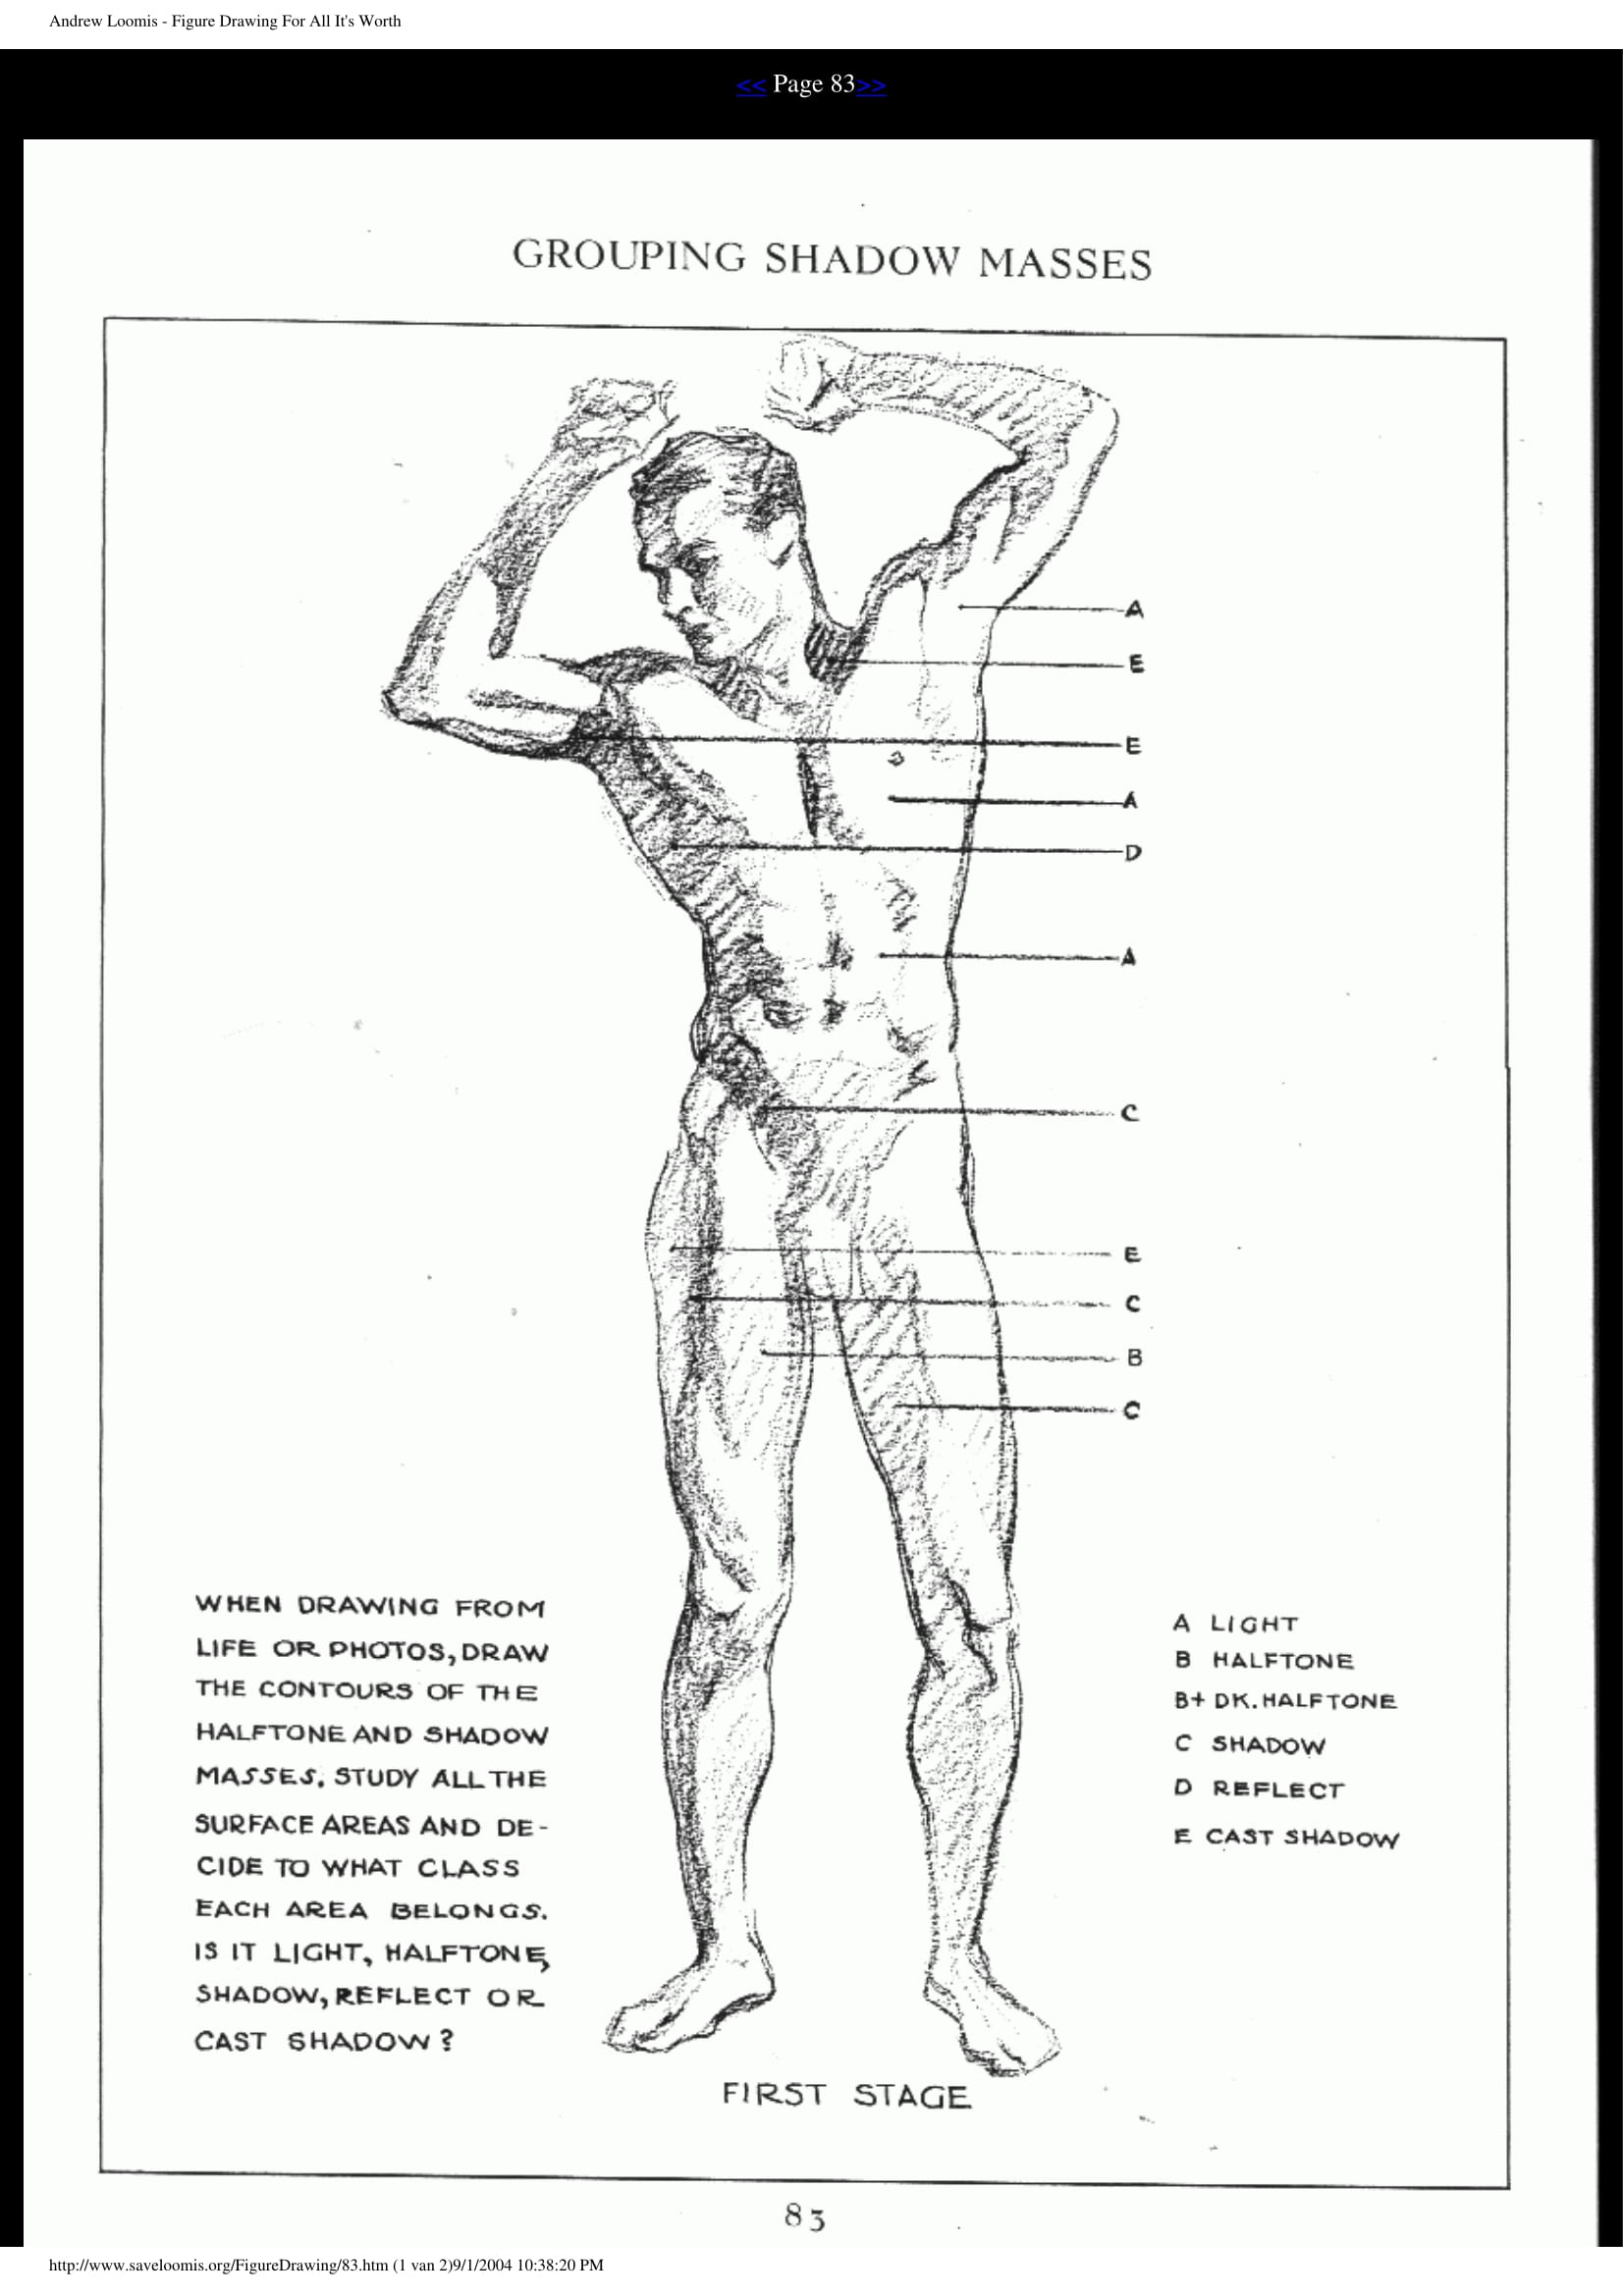 Andrew Loomis - Figure Drawing For All It's Worth
<< Page 83>>
GROUPING SHADOW MASSES
A
E
E
A
D
A
C
E
C
B
C
WHEN DRAWING FROM
LIFE OR PHOTOS, DRAW
THE CONTOURS OF THE
HALFTONE AND SHADOW
MASSES. STUDY ALL THE
SURFACE AREAS AND DE-
CIDE TO WHAT CLASS
EACH AREA BELONGS.
IS IT LIGHT, HALFTONE,
SHADOW, REFLECT OR
CAST SHADOW?
A LIGHT
B HALFTONE
B+ DK. HALFTONE
C SHADOW
D REFLECT
E CAST SHADOW
FIRST STAGE
83
http://www.saveloomis.org/FigureDrawing/83.htm (1 van 2)9/1/2004 10:38:20 PM